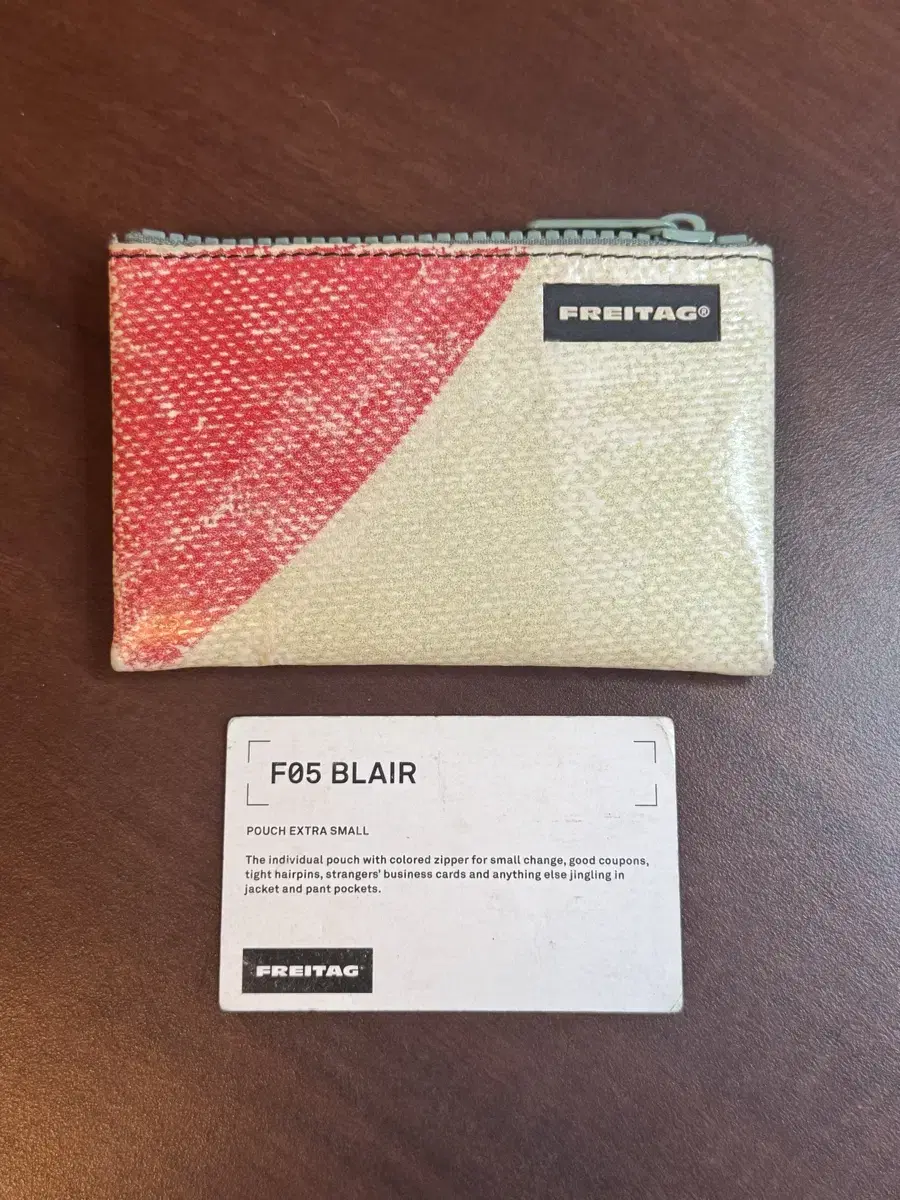 FREITAG®
F05 BLAIR
POUCH EXTRA SMALL
The individual pouch with colored zipper for small change, good coupons,
tight hairpins, strangers' business cards and anything else jingling in
jacket and pant pockets.
FREITAG